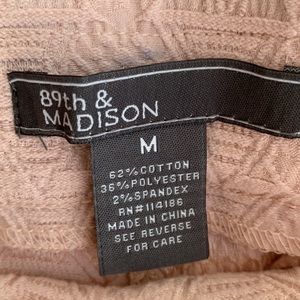 89th &
MADISON
M
62%COTTON
36%POLYESTER
2%SPANDEX
RN#114186
MADE IN CHINA
SEE REVERSE
FOR CARE